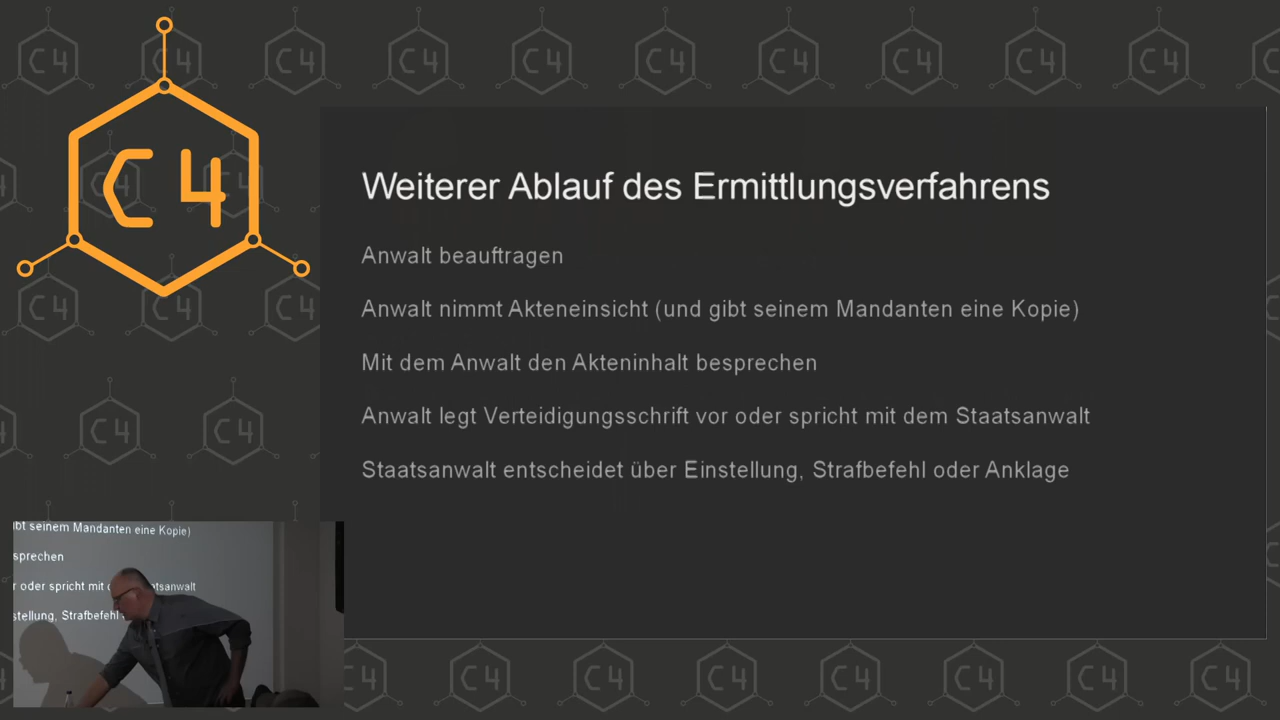 C4
Weiterer Ablauf des Ermittlungsverfahrens
Anwalt beauftragen
Anwalt nimmt Akteneinsicht (und gibt seinem Mandanten eine Kopie)
Mit dem Anwalt den Akteninhalt besprechen
Anwalt legt Verteidigungsschrift vor oder spricht mit dem Staatsanwalt
Staatsanwalt entscheidet über Einstellung, Strafbefehl oder Anklage
ibt seinem Mandanten eine Kopie)
sprechen
r oder spricht mit d atsanwalt
stellung, Strafbefehl